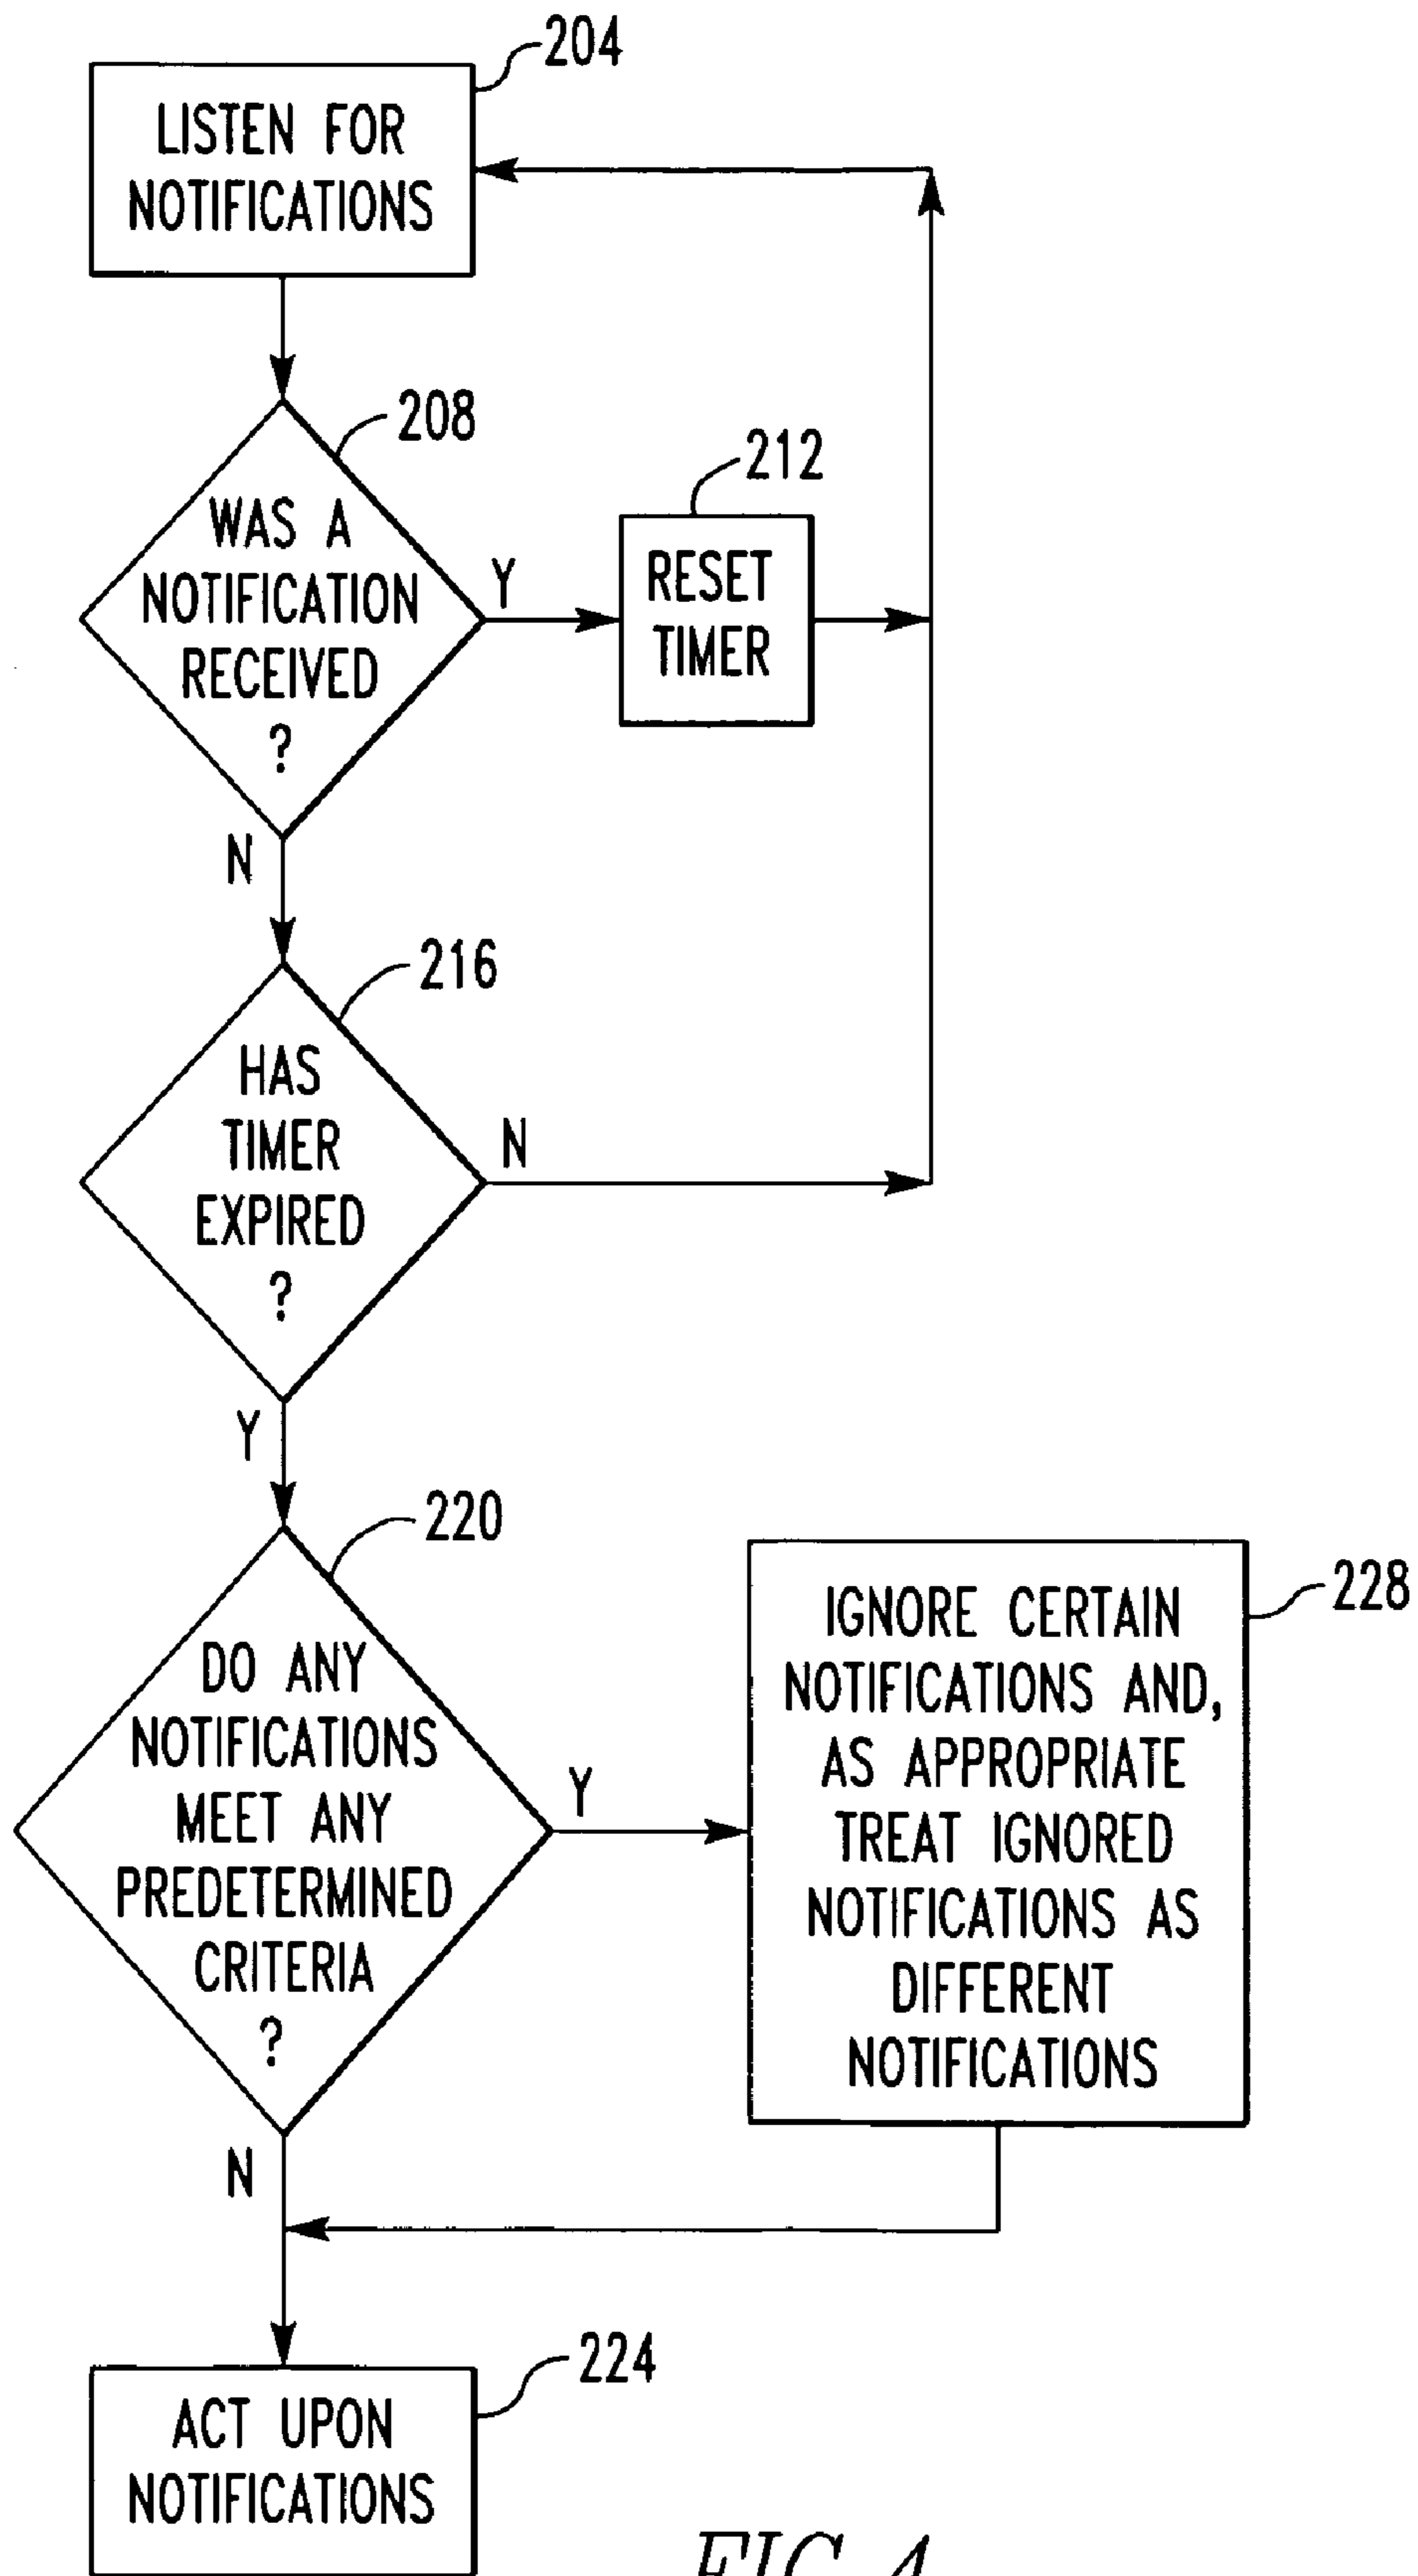 204
LISTEN FOR
NOTIFICATIONS
208
WAS A
NOTIFICATION
RECEIVED
?
Y
212
RESET
TIMER
N
216
HAS
TIMER
EXPIRED
?
N
Y
220
DO ANY
NOTIFICATIONS
MEET ANY
PREDETERMINED
CRITERIA
?
Y
228
IGNORE CERTAIN
NOTIFICATIONS AND,
AS APPROPRIATE
TREAT IGNORED
NOTIFICATIONS AS
DIFFERENT
NOTIFICATIONS
N
224
ACT UPON
NOTIFICATIONS
FIG.4